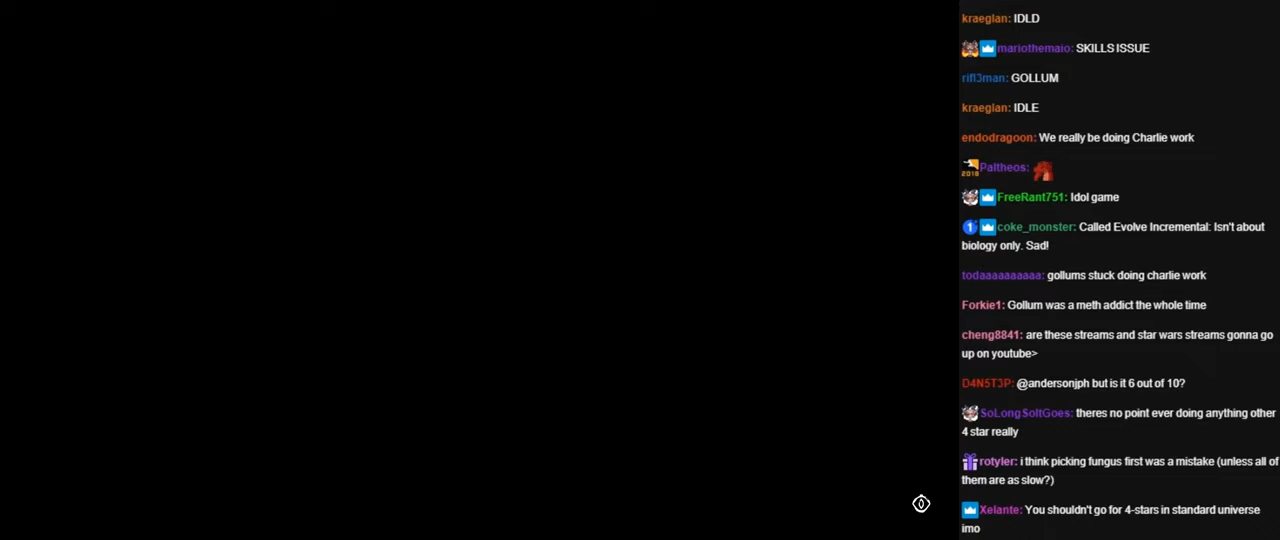 kraeglan: IDLD
mariothemaio: SKILLS ISSUE
rifl3man: GOLLUM
kraeglan: IDLE
endodragoon: We really be doing Charlie work
2018 Paltheos:
FreeRant751: Idol game
1 coke_monster: Called Evolve Incremental: Isn't about
biology only. Sad!
todaaaaaaaaaa: gollums stuck doing charlie work
Forkie1: Gollum was a meth addict the whole time
cheng8841: are these streams and star wars streams gonna go
up on youtube>
D4N5T3P: @andersonjph but is it 6 out of 10?
SoLongSoItGoes: theres no point ever doing anything other
4 star really
rotyler: i think picking fungus first was a mistake (unless all of
them are as slow?)
Xelante: You shouldn't go for 4-stars in standard universe
imo